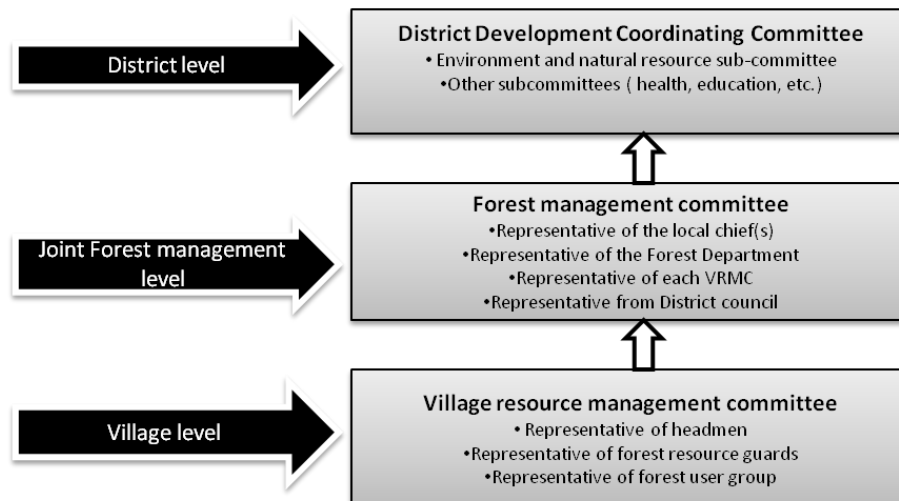 District level
District Development Coordinating Committee
• Environment and natural resource sub-committee
•Other subcommittees ( health, education, etc.)
Joint Forest management
level
Forest management committee
•Representative of the local chief(s)
•Representative of the Forest Department
•Representative of each VRMC
•Representative from District council
Village level
Village resource management committee
• Representative of headmen
•Representative of forest resource guards
•Representative of forest user group